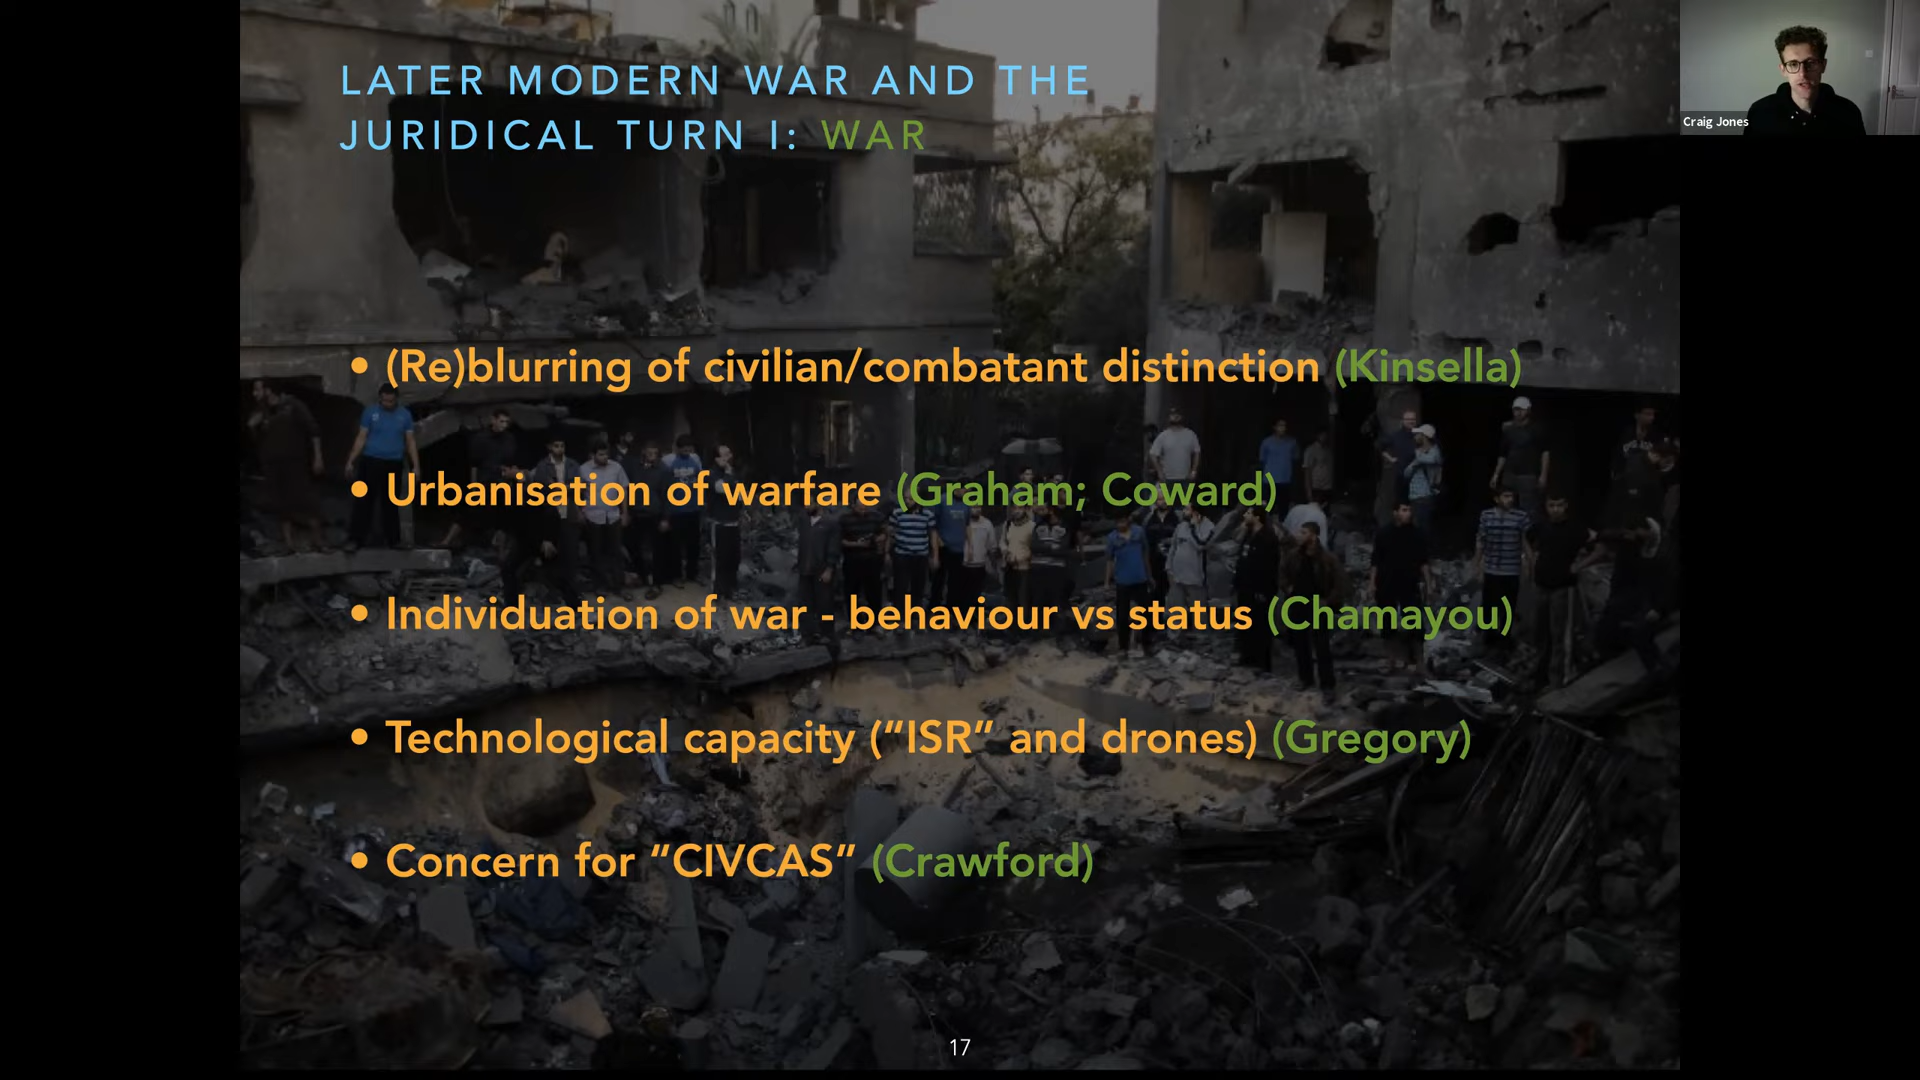 LATER MODERN WAR AND THE
JURIDICAL TURN I: WAR
Craig Jones
• (Re)blurring of civilian/combatant distinction (Kinsella)
• Urbanisation of warfare (Graham; Coward)
• Individuation of war - behaviour vs status (Chamayou)
• Technological capacity (“ISR” and drones) (Gregory)
• Concern for “CIVCAS” (Crawford)
17